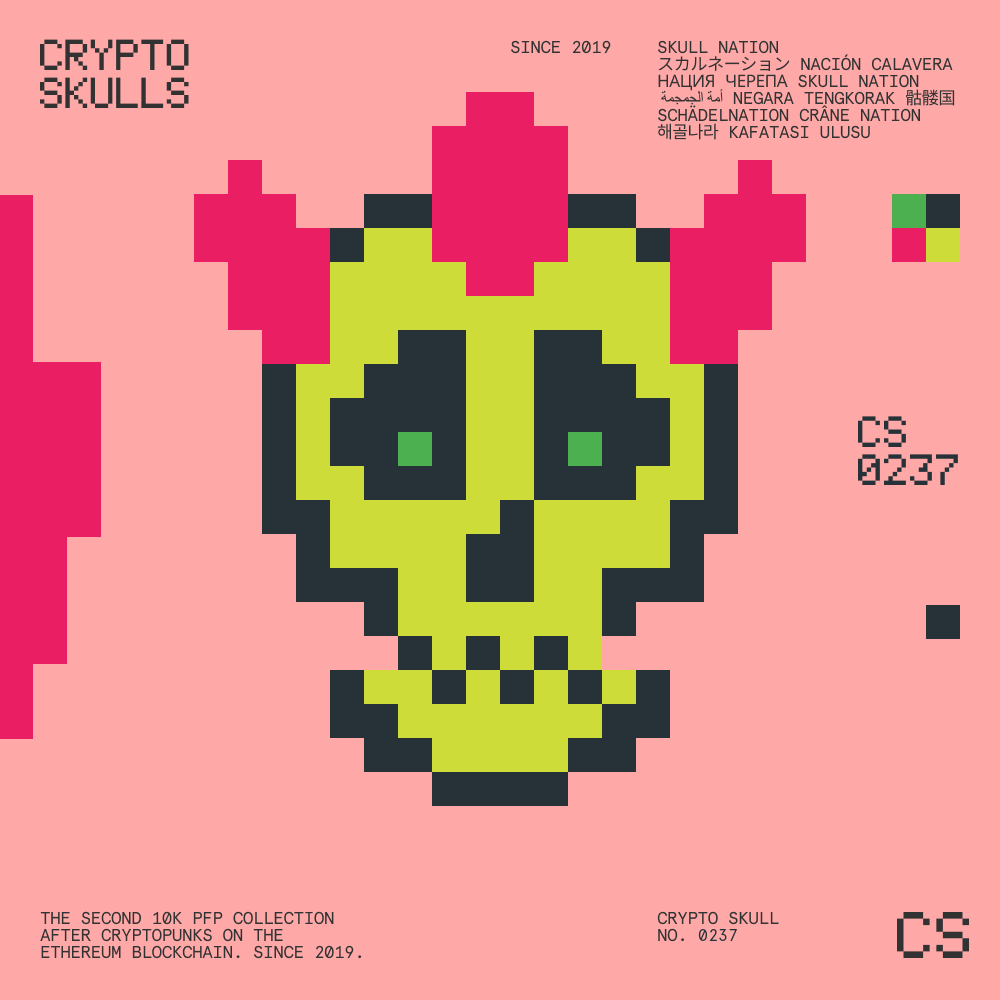 CRYPTO
SKULLS
SINCE 2019
SKULL NATION
スカルネーション NACIÓN CALAVERA
НАЦИЯ ЧЕРЕПА SKULL NATION
أمة الجمجمة NEGARA TENGKORAK 骷髅国
SCHÄDELNATION CRÂNE NATION
해골나라 KAFATASI ULUSU
CS
0237
THE SECOND 10K PFP COLLECTION
AFTER CRYPTOPUNKS ON THE
ETHEREUM BLOCKCHAIN. SINCE 2019.
CRYPTO SKULL
NO. 0237
CS